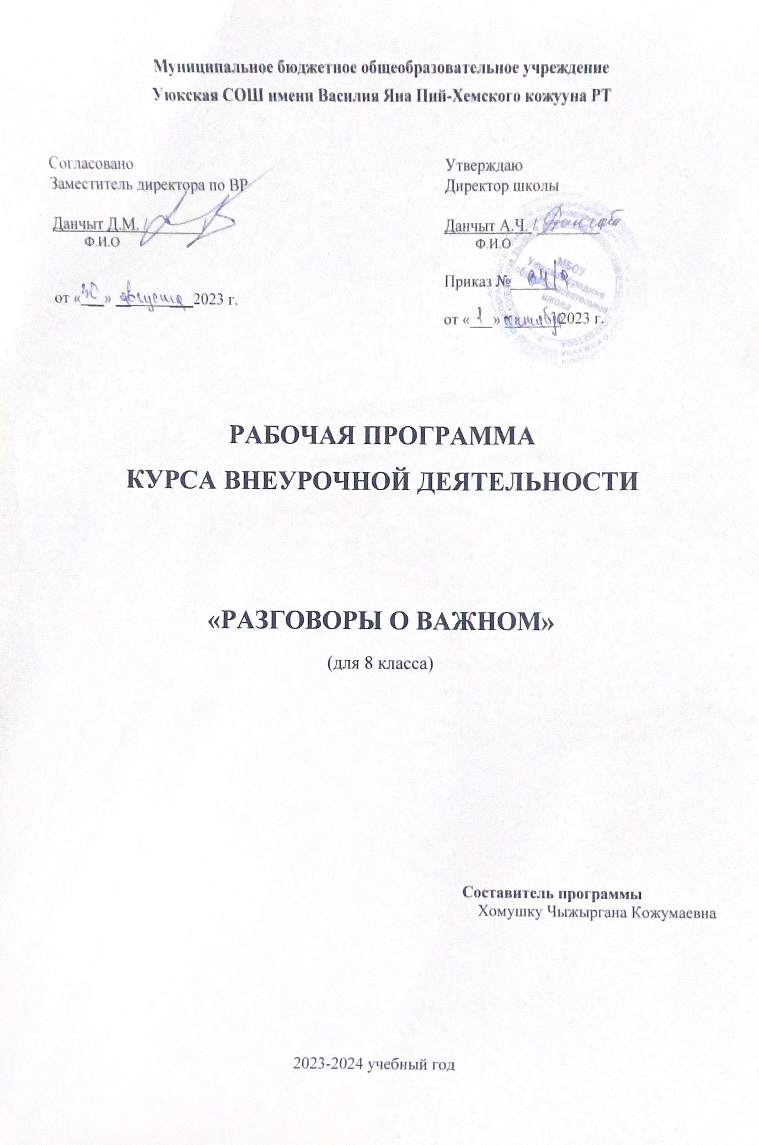 Муниципальное бюджетное общеобразовательное учреждение
Уюкская СОШ имени Василия Яна Пий-Хемского кожууна РТ
Согласовано
Заместитель директора по ВР
Данчыт Д.М. /
Ф.И.О
от «30» августа 2023 г.
Утверждаю
Директор школы
Данчыт А.Ч. /
Ф.И.О
Приказ №
от «1» 2023 г.
МБОУ
школа
РАБОЧАЯ ПРОГРАММА
КУРСА ВНЕУРОЧНОЙ ДЕЯТЕЛЬНОСТИ
«РАЗГОВОРЫ О ВАЖНОМ»
(для 8 класса)
Составитель программы
Хомушку Чыжыргана Кожумаевна
2023-2024 учебный год